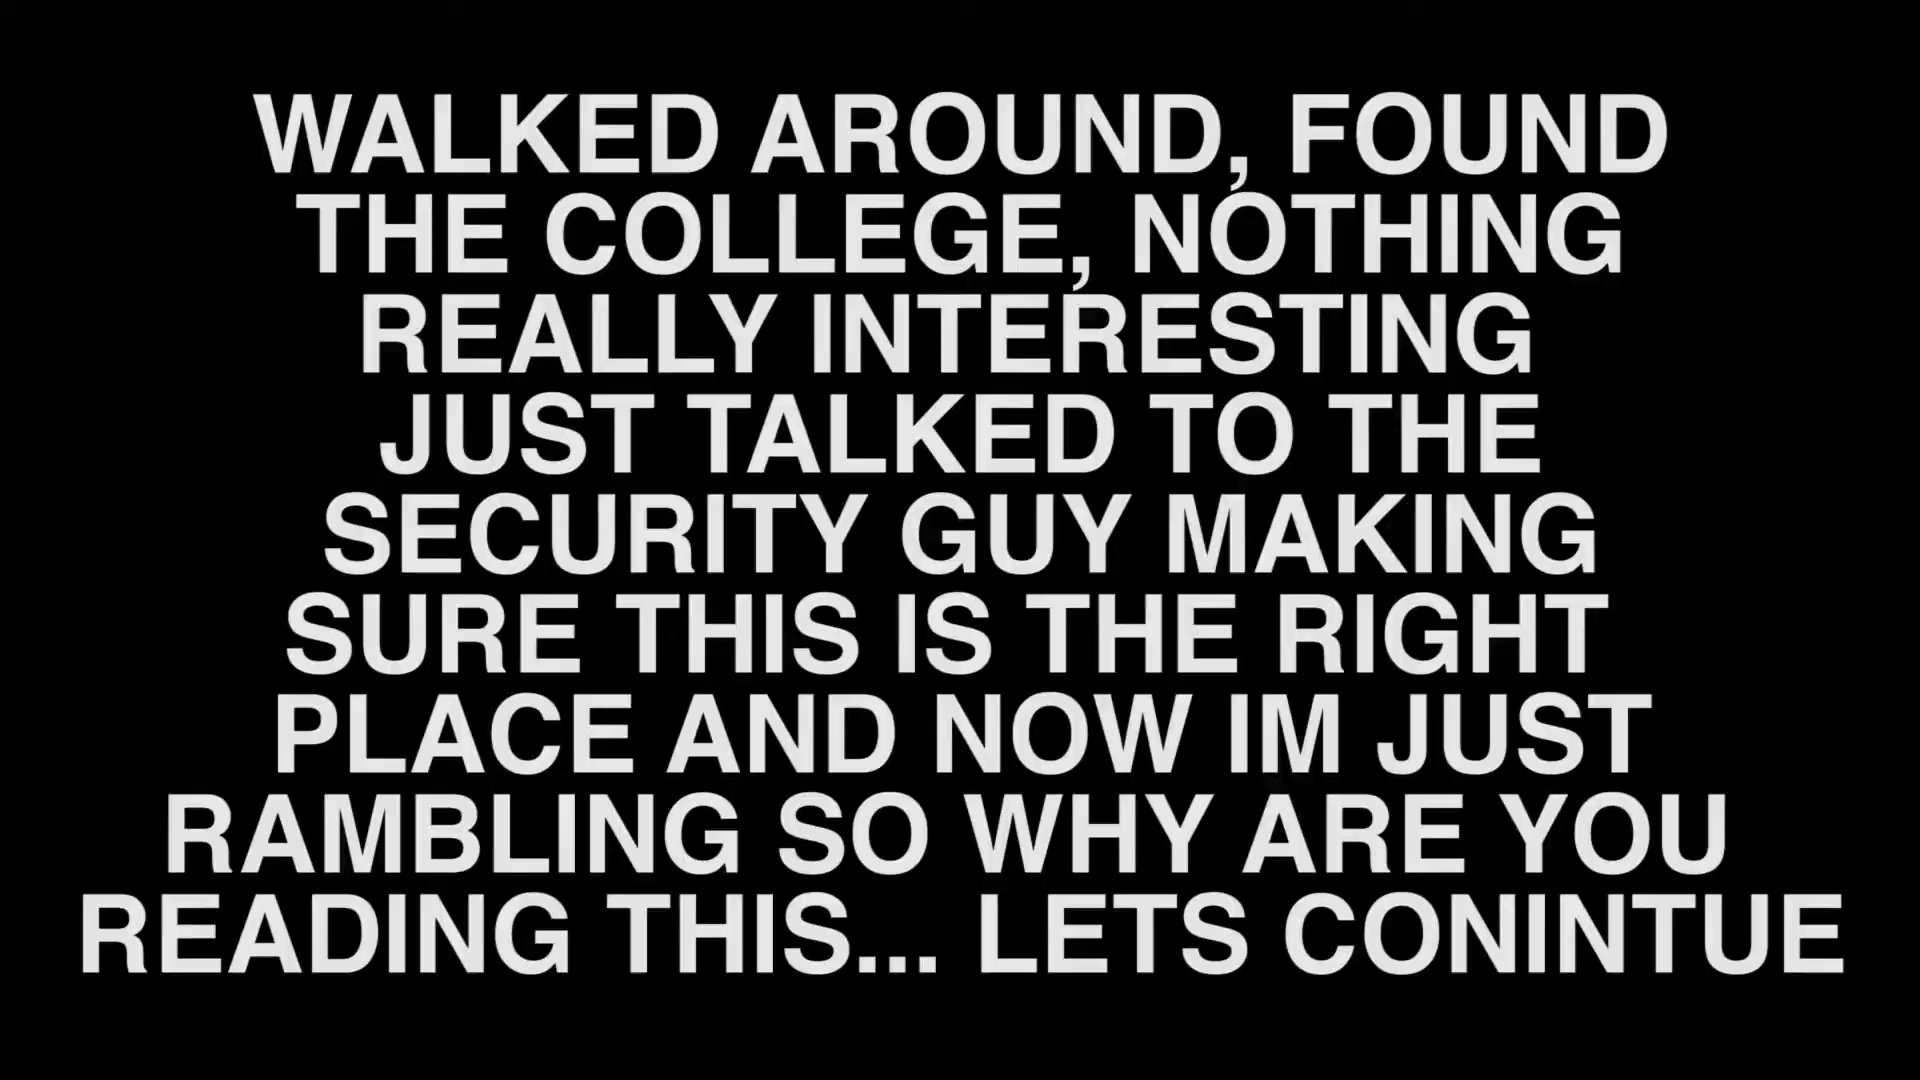 WALKED AROUND, FOUND
THE COLLEGE, NOTHING
REALLY INTERESTING
JUST TALKED TO THE
SECURITY GUY MAKING
SURE THIS IS THE RIGHT
PLACE AND NOW IM JUST
RAMBLING SO WHY ARE YOU
READING THIS... LETS CONINTUE